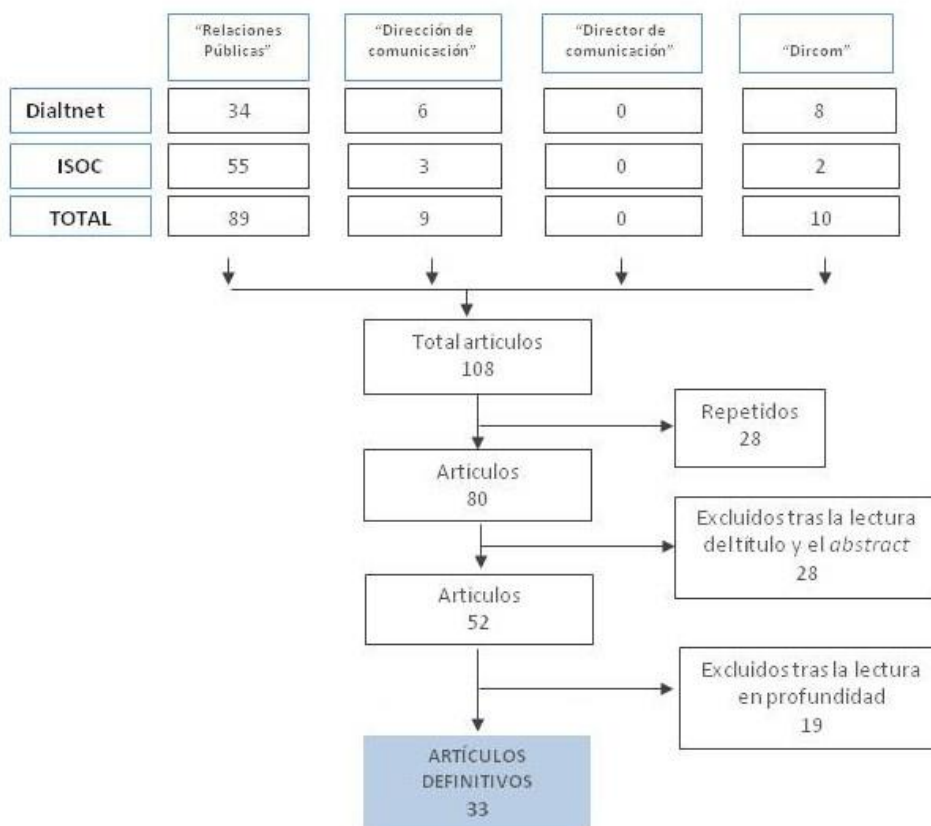 “Relaciones
Públicas”
“Dirección de
comunicación”
“Director de
comunicación”
“Dircom”
Dialtnet 34 6 0 8
ISOC 55 3 0 2
TOTAL 89 9 0 10
Total articulos
108
Repetidos
28
Articulos
80
Excluidos tras la lectura
del título y el abstract
28
Articulos
52
Excluidos tras la lectura
en profundidad
19
ARTÍCULOS
DEFINITIVOS
33